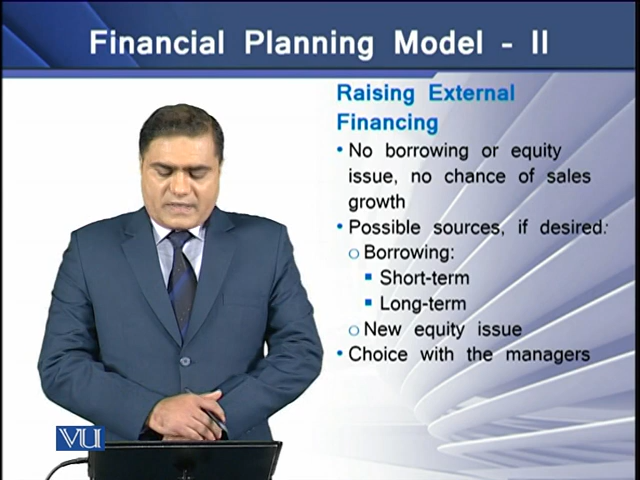 Financial Planning Model - II
Raising External
Financing
• No borrowing or equity
issue, no chance of sales
growth
• Possible sources, if desired:
o Borrowing:
▪ Short-term
▪ Long-term
o New equity issue
• Choice with the managers
VU